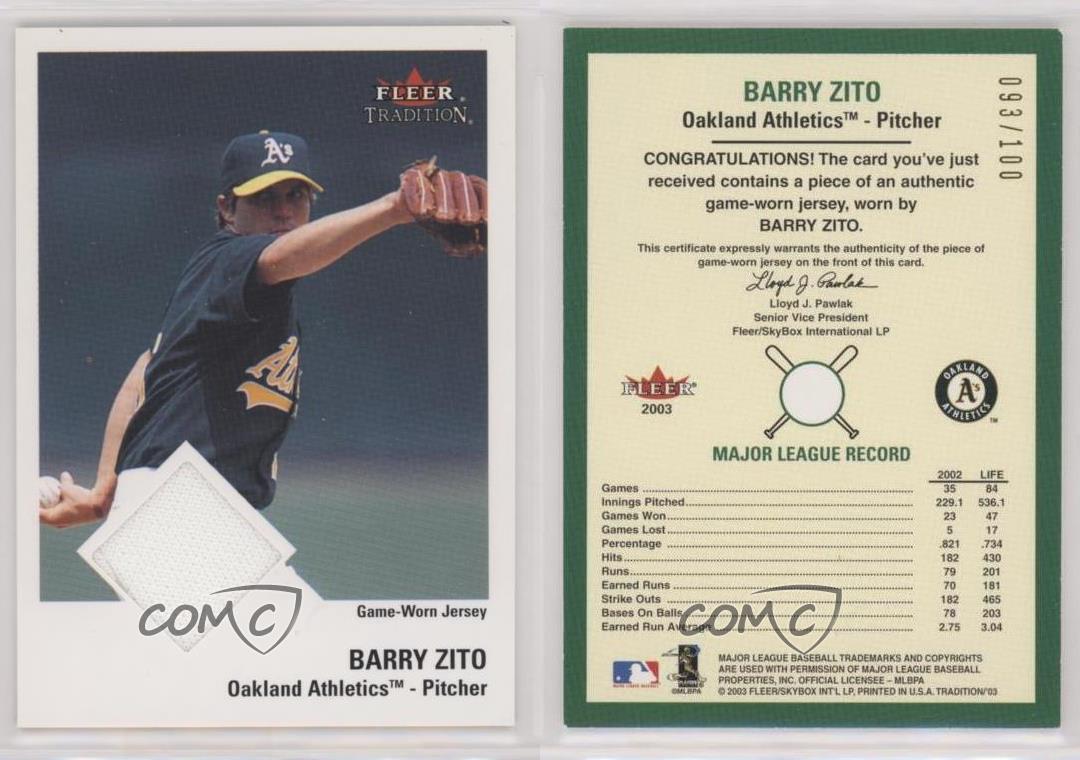 FLEER
TRADITION
A's
COMC
Game-Worn Jersey
BARRY ZITO
Oakland Athletics™ - Pitcher
093/100
BARRY ZITO
Oakland Athletics™ - Pitcher
CONGRATULATIONS! The card you've just
received contains a piece of an authentic
game-worn jersey, worn by
BARRY ZITO.
This certificate expressly warrants the authenticity of the piece of
game-worn jersey on the front of this card.
Lloyd J. Pawlak
Lloyd J. Pawlak
Senior Vice President
Fleer/SkyBox International LP
FLEER
2003
OAKLAND
A's
ATHLETICS
TM
MAJOR LEAGUE RECORD
2002 LIFE
Games 35 84
Innings Pitched 229.1 536.1
Games Won 23 47
Games Lost 5 17
Percentage .821 .734
Hits 182 430
Runs 79 201
Earned Runs 70 181
Strike Outs 182 465
Bases On Balls 78 203
Earned Run Average 2.75 3.04
COMC
MAJOR LEAGUE BASEBALL TRADEMARKS AND COPYRIGHTS
ARE USED WITH PERMISSION OF MAJOR LEAGUE BASEBALL
PROPERTIES, INC. OFFICIAL LICENSEE – MLBPA
©MLBPA
© 2003 FLEER/SKYBOX INT'L LP, PRINTED IN U.S.A. TRADITION/'03